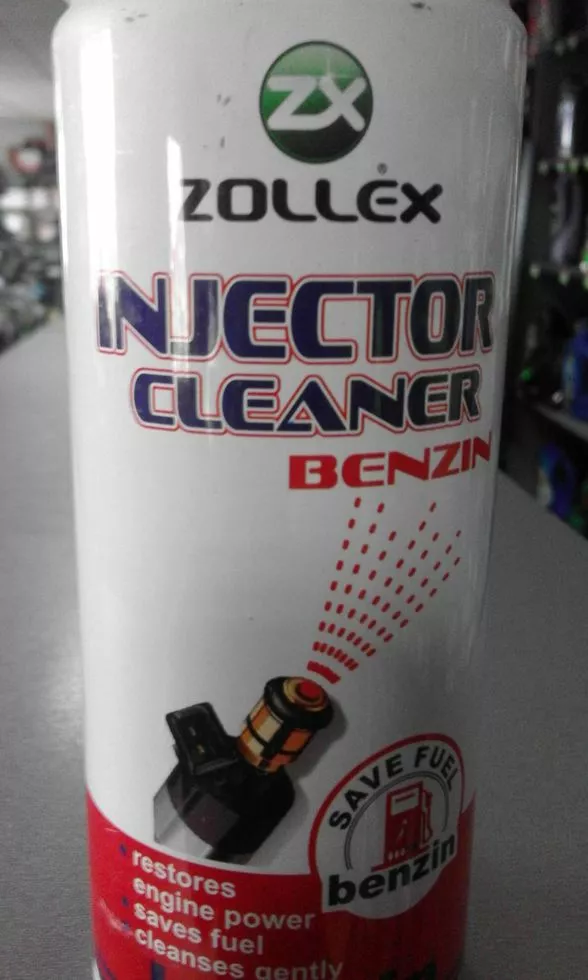 ZX
ZOLLEX®
INJECTOR
CLEANER
BENZIN
SAVE FUEL
benzin
• restores
engine power
• saves fuel
• cleanses gently